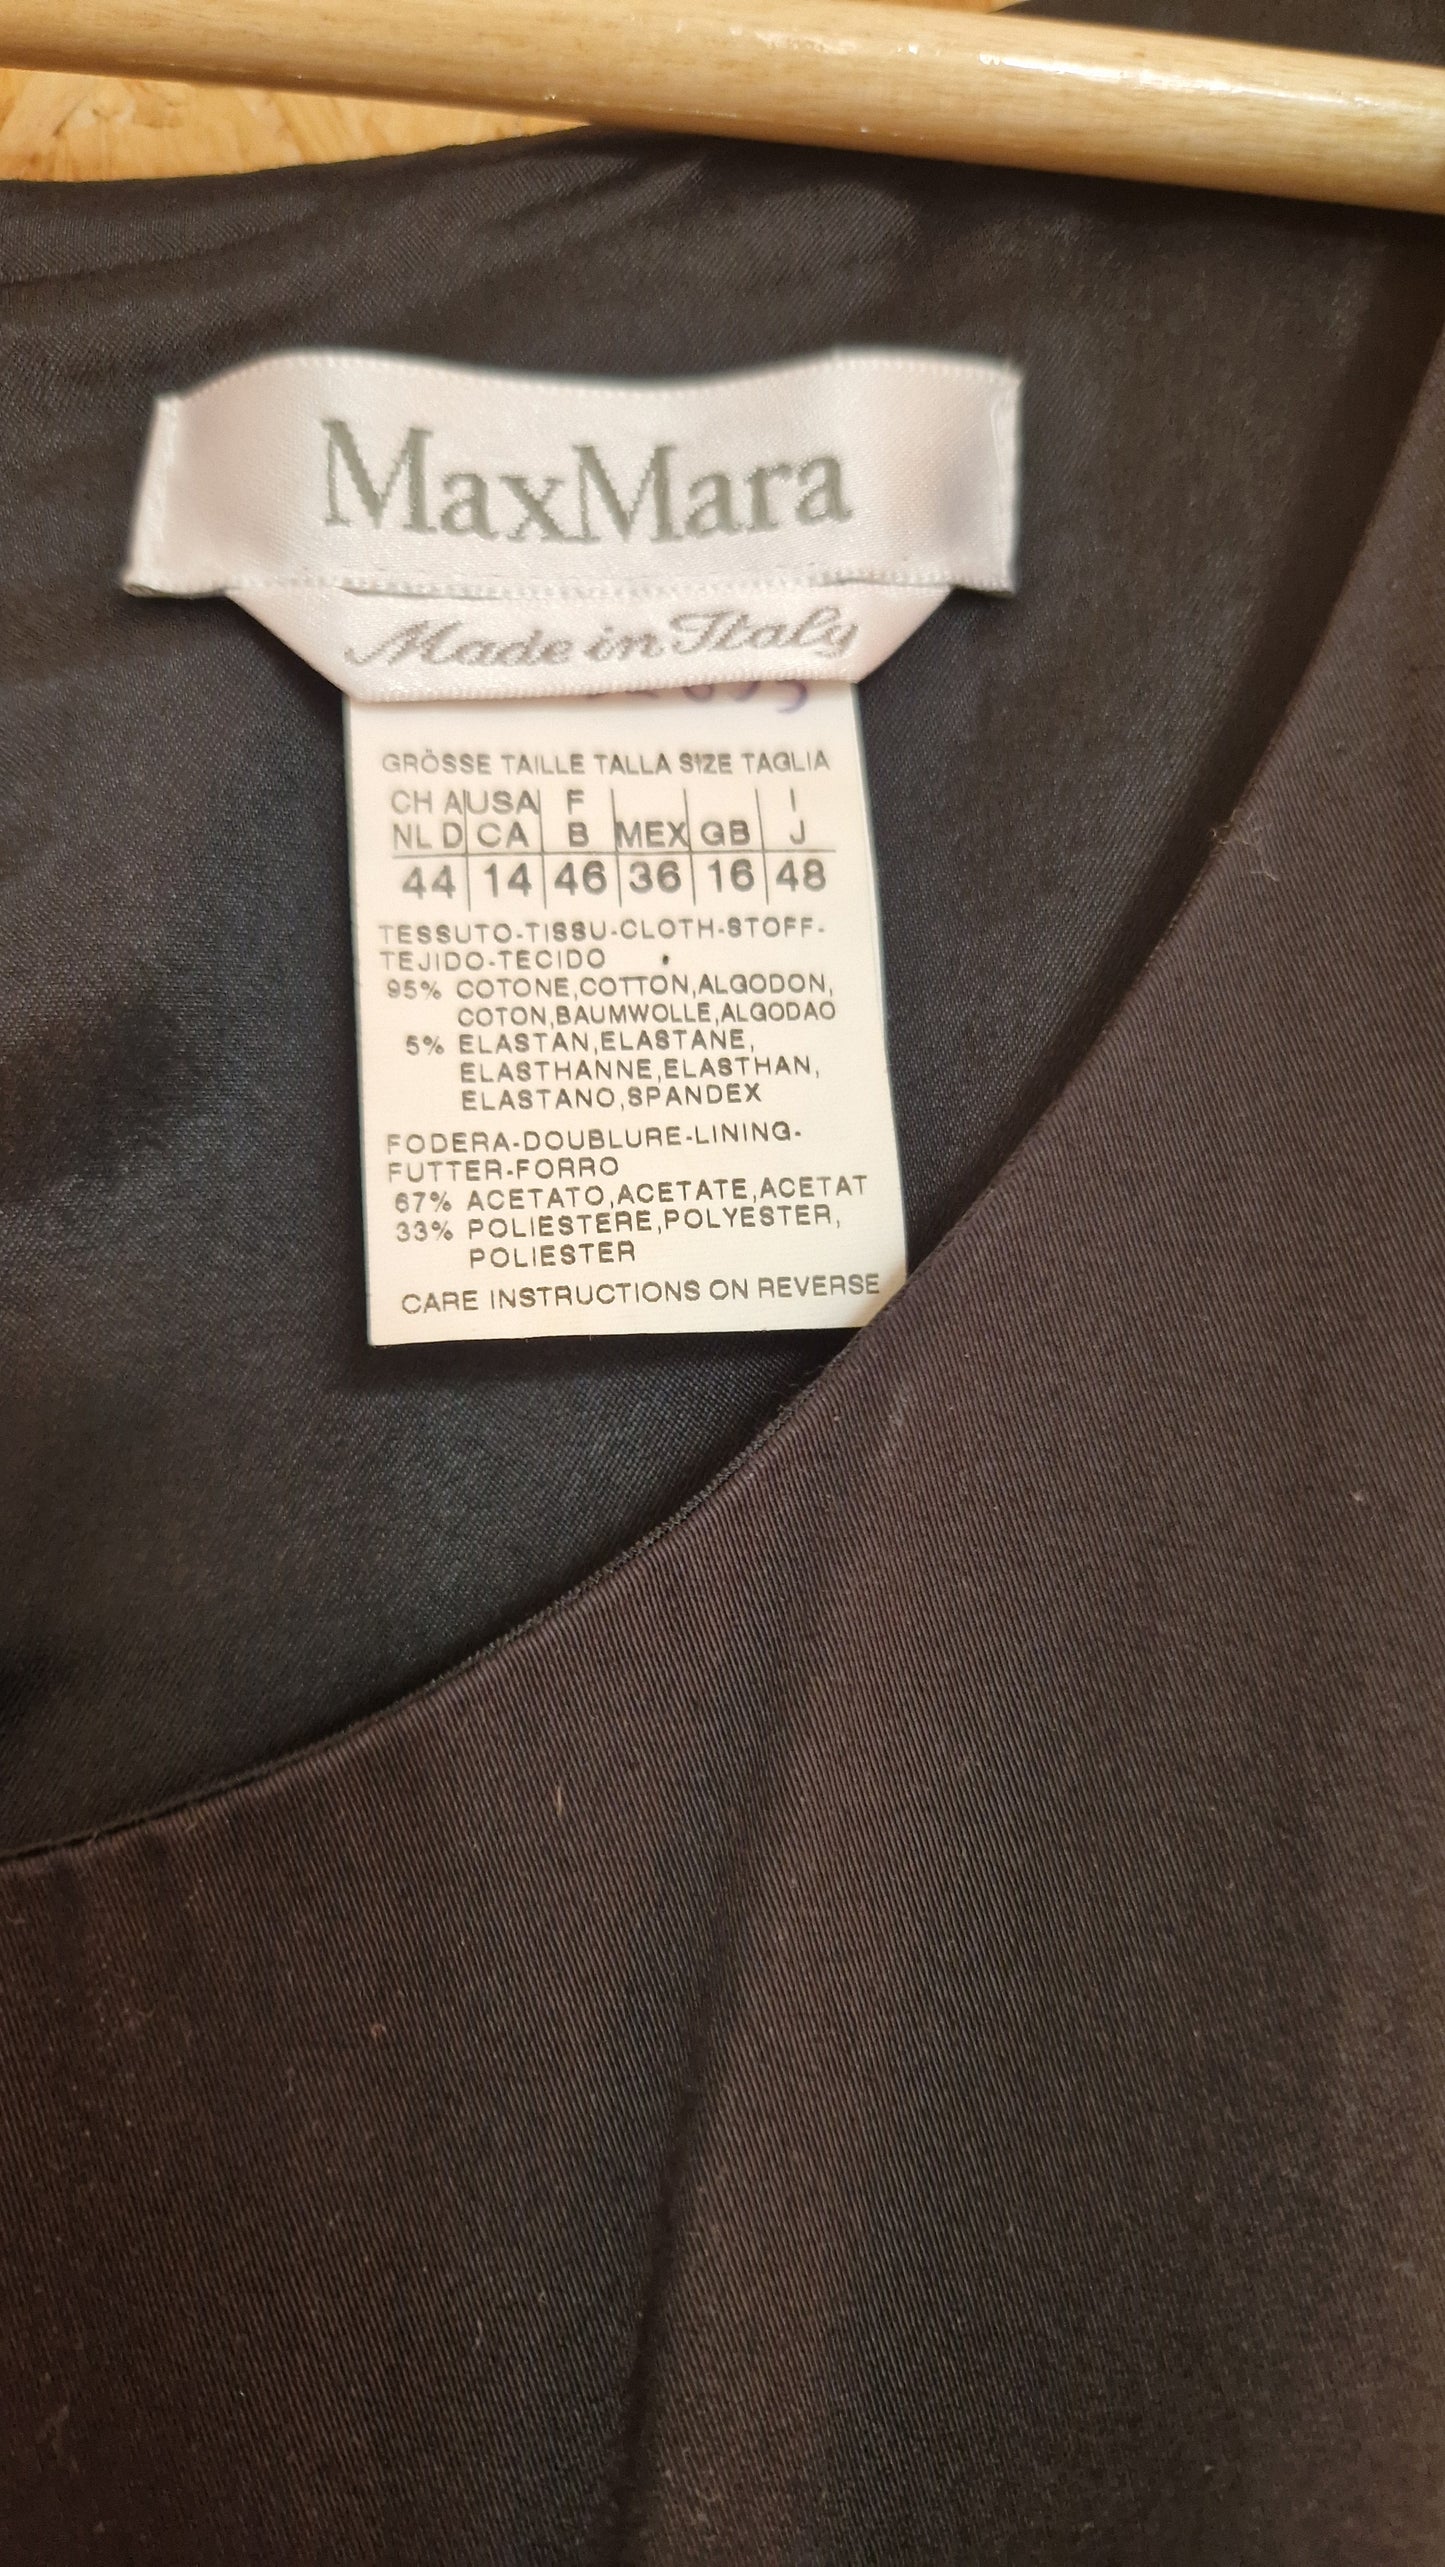 MaxMara
Made in Italy
GRÖSSE TAILLE TALLA SIZE TAGLIA
CH A USA F I
NL D CA B MEX GB J
44 14 46 36 16 48
TESSUTO-TISSU-CLOTH-STOFF-
TEJIDO-TECIDO
95% COTONE,COTTON,ALGODON,
COTON,BAUMWOLLE,ALGODAO
5% ELASTAN,ELASTANE,
ELASTHANNE,ELASTHAN,
ELASTANO,SPANDEX
FODERA-DOUBLURE-LINING-
FUTTER-FORRO
67% ACETATO,ACETATE,ACETAT
33% POLIESTERE,POLYESTER,
POLIESTER
CARE INSTRUCTIONS ON REVERSE